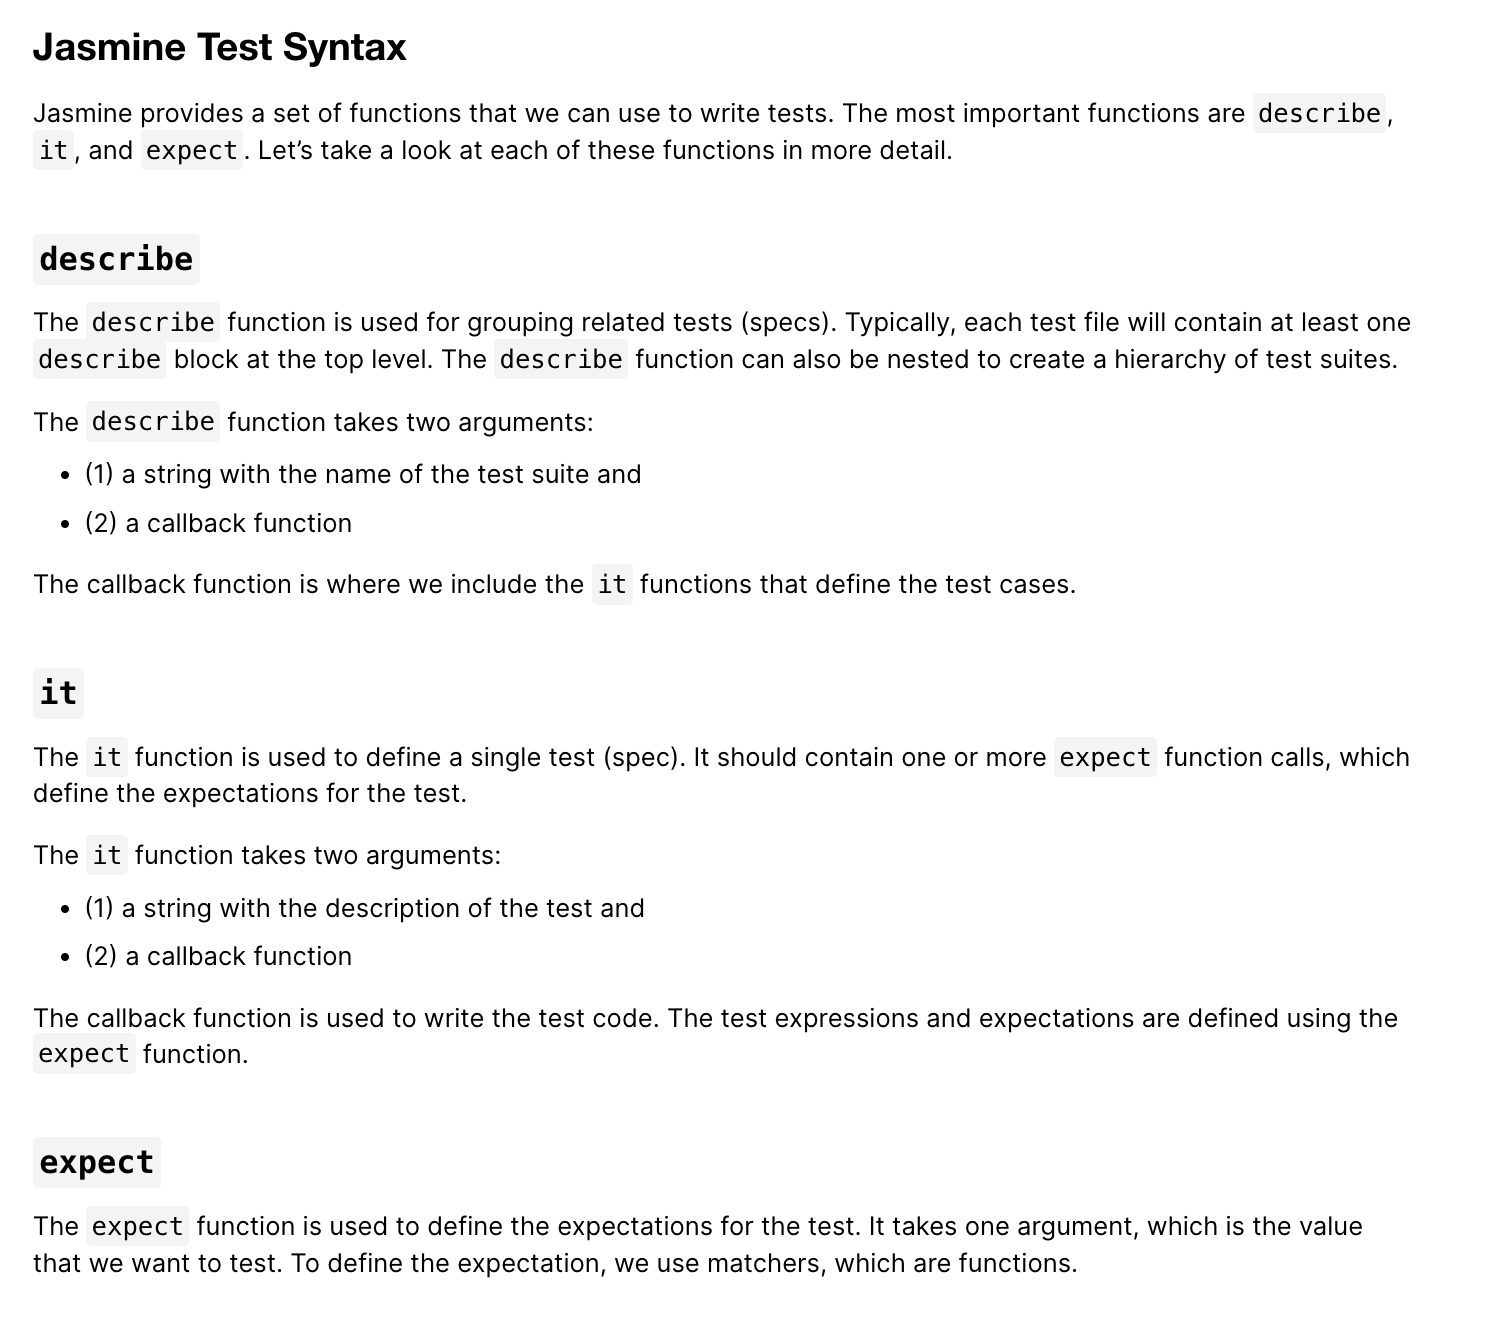 Jasmine Test Syntax
Jasmine provides a set of functions that we can use to write tests. The most important functions are describe,
it, and expect. Let’s take a look at each of these functions in more detail.
describe
The describe function is used for grouping related tests (specs). Typically, each test file will contain at least one
describe block at the top level. The describe function can also be nested to create a hierarchy of test suites.
The describe function takes two arguments:
• (1) a string with the name of the test suite and
• (2) a callback function
The callback function is where we include the it functions that define the test cases.
it
The it function is used to define a single test (spec). It should contain one or more expect function calls, which
define the expectations for the test.
The it function takes two arguments:
• (1) a string with the description of the test and
• (2) a callback function
The callback function is used to write the test code. The test expressions and expectations are defined using the
expect function.
expect
The expect function is used to define the expectations for the test. It takes one argument, which is the value
that we want to test. To define the expectation, we use matchers, which are functions.